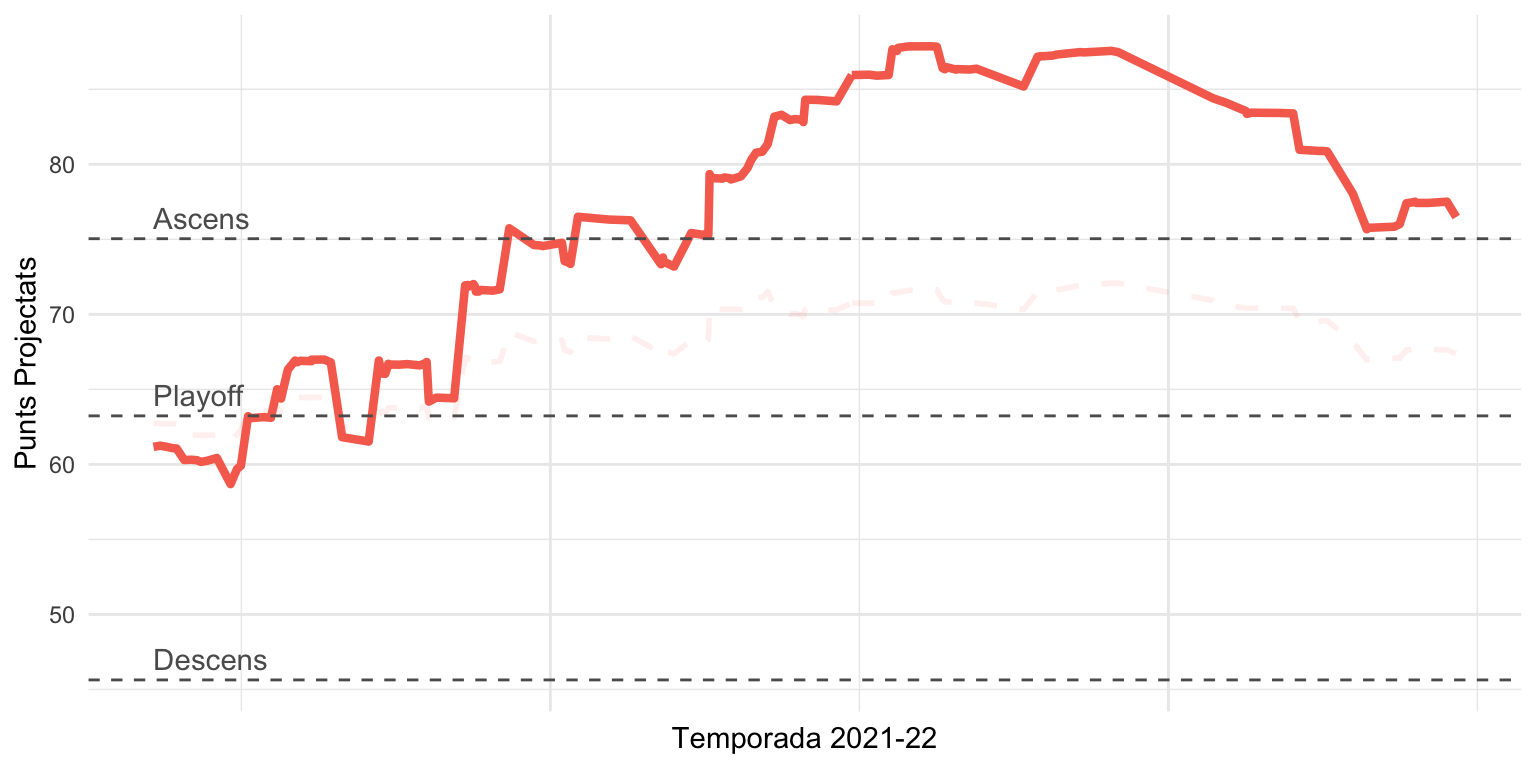 80
Ascens
70
Playoff
60
50
Descens
Punts Projectats
Temporada 2021-22